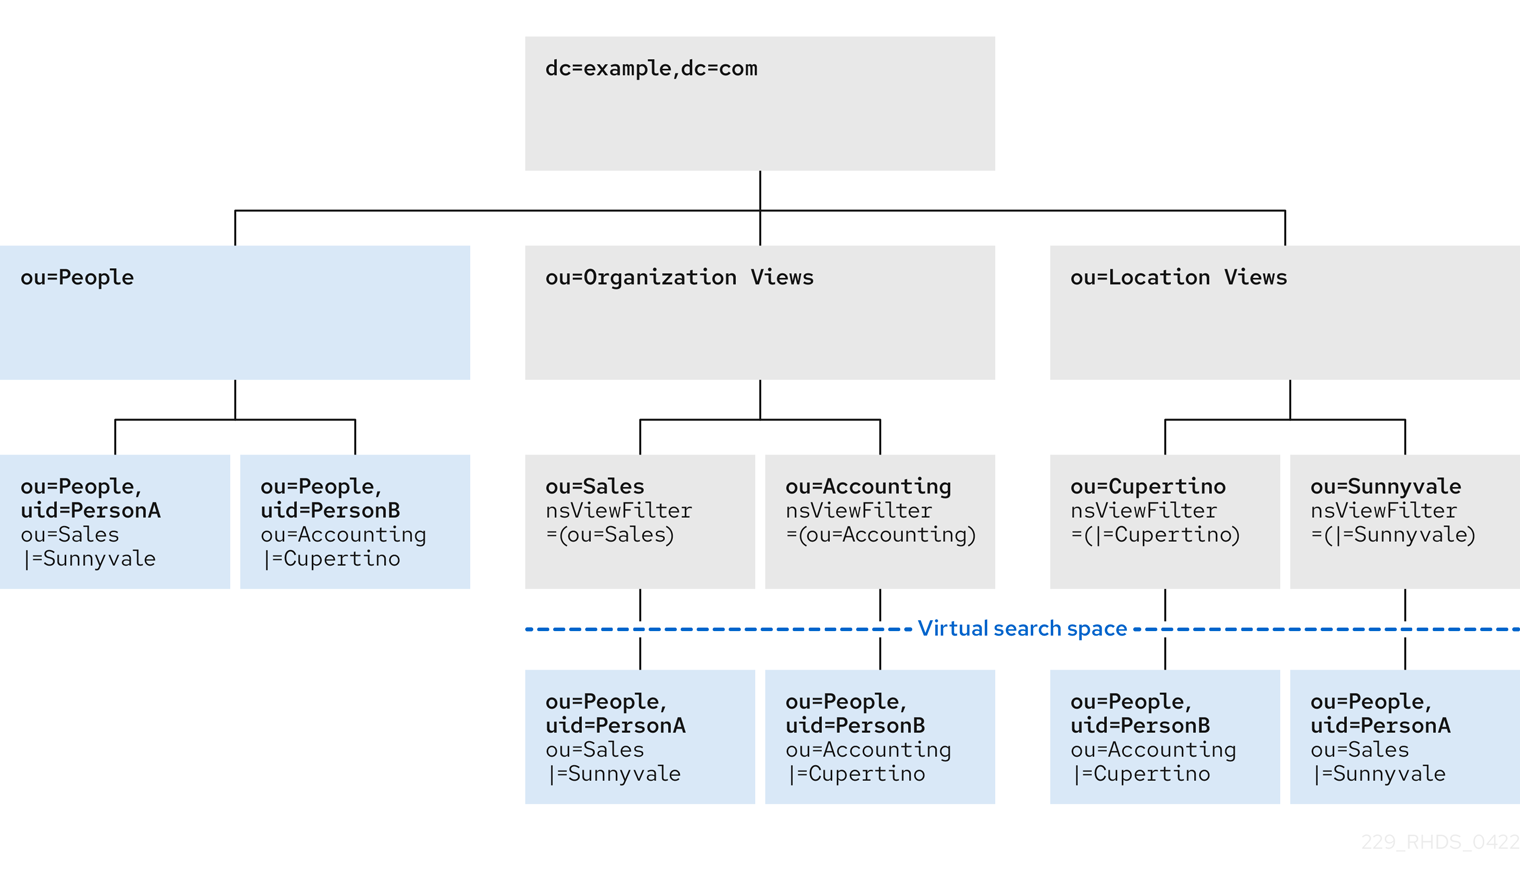 dc=example,dc=com
ou=People
ou=Organization Views
ou=Location Views
ou=People,
uid=PersonA
ou=Sales
|=Sunnyvale
ou=People,
uid=PersonB
ou=Accounting
|=Cupertino
ou=Sales
nsViewFilter
=(ou=Sales)
ou=Accounting
nsViewFilter
=(ou=Accounting)
ou=Cupertino
nsViewFilter
=(|=Cupertino)
ou=Sunnyvale
nsViewFilter
=(|=Sunnyvale)
Virtual search space
ou=People,
uid=PersonA
ou=Sales
|=Sunnyvale
ou=People,
uid=PersonB
ou=Accounting
|=Cupertino
ou=People,
uid=PersonB
ou=Accounting
|=Cupertino
ou=People,
uid=PersonA
ou=Sales
|=Sunnyvale
229_RHDS_0422